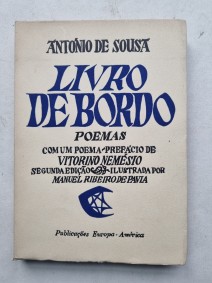 ANTÓNIO DE SOUSA
LIVRO
DE BORDO
POEMAS
COM UM POEMA-PREFÁCIO DE
VITORINO NEMÉSIO
SEGUNDA EDIÇÃO ILUSTRADA POR
MANUEL RIBEIRO DE PAVIA
Publicações Europa-América